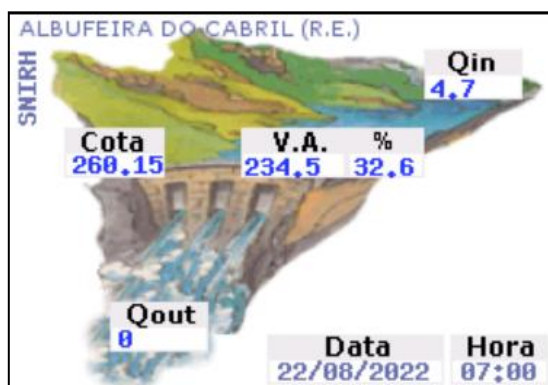 ALBUFEIRA DO CABRIL (R.E.)
SNIRH
Qin
4.7
Cota
260.15
V.A. %
234.5 32.6
Qout
0
Data Hora
22/08/2022 07:00